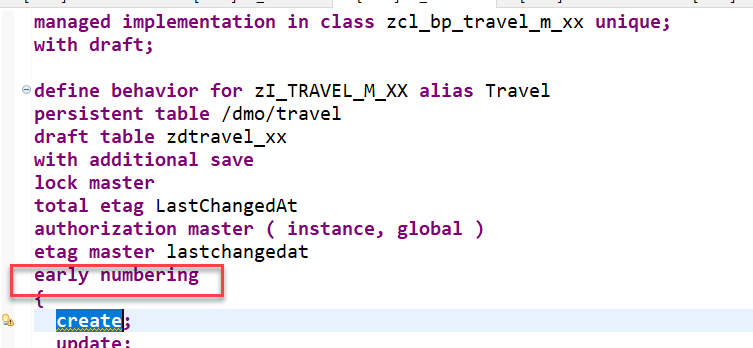 managed implementation in class zcl_bp_travel_m_xx unique;
with draft;
define behavior for zI_TRAVEL_M_XX alias Travel
persistent table /dmo/travel
draft table zdtravel_xx
with additional save
lock master
total etag LastChangedAt
authorization master ( instance, global )
etag master lastchangedat
early numbering
{
create;
update;